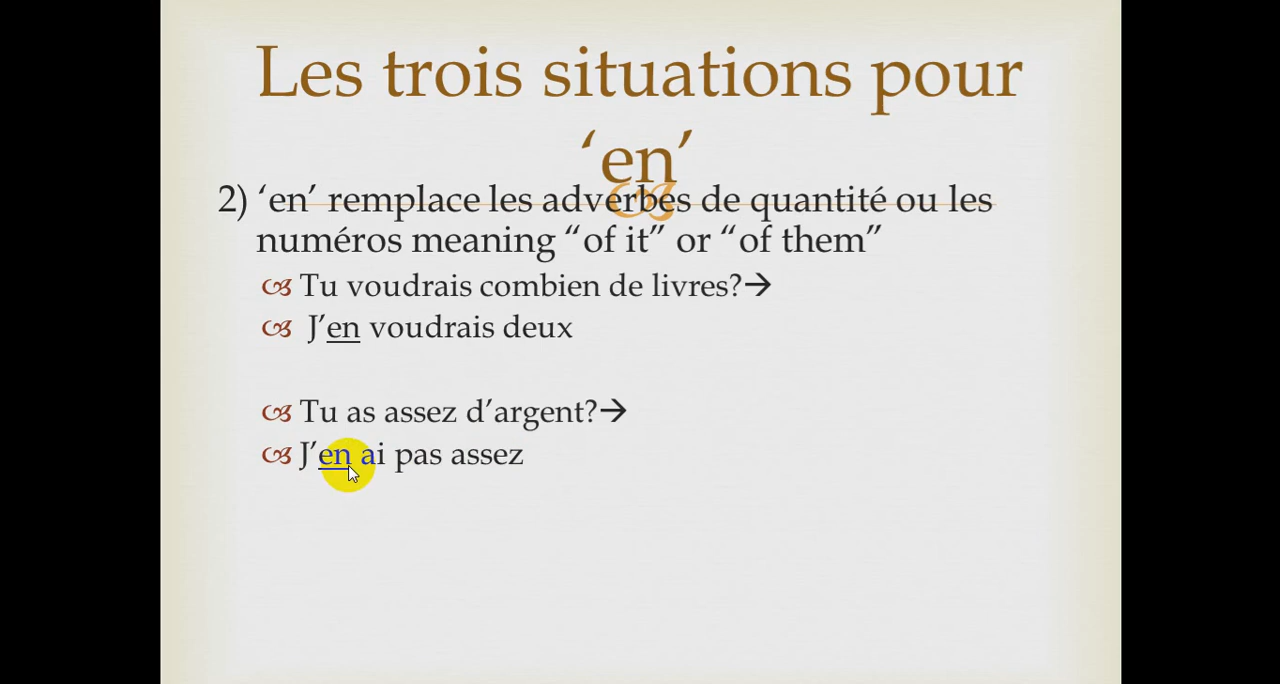 Les trois situations pour
‘en’
2) ‘en’ remplace les adverbes de quantité ou les
numéros meaning “of it” or “of them”
Tu voudrais combien de livres?→
J’en voudrais deux
Tu as assez d’argent?→
J’en ai pas assez